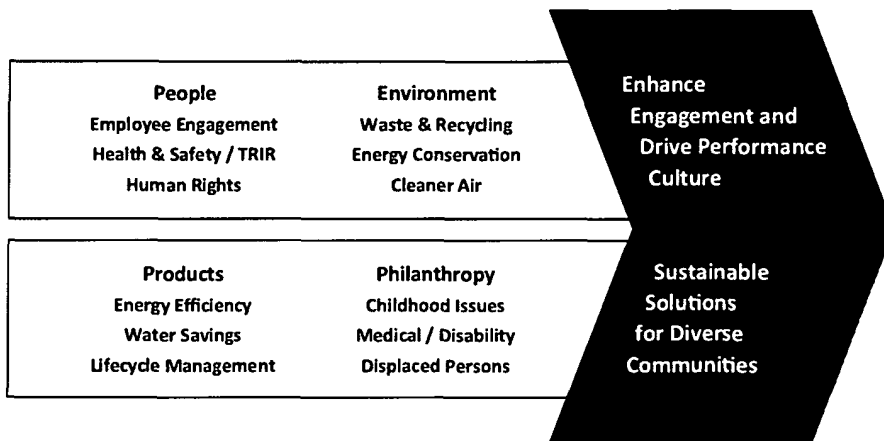 People
Employee Engagement
Health & Safety / TRIR
Human Rights
Environment
Waste & Recycling
Energy Conservation
Cleaner Air
Enhance
Engagement and
Drive Performance
Culture
Products
Energy Efficiency
Water Savings
Lifecycle Management
Philanthropy
Childhood Issues
Medical / Disability
Displaced Persons
Sustainable
Solutions
for Diverse
Communities